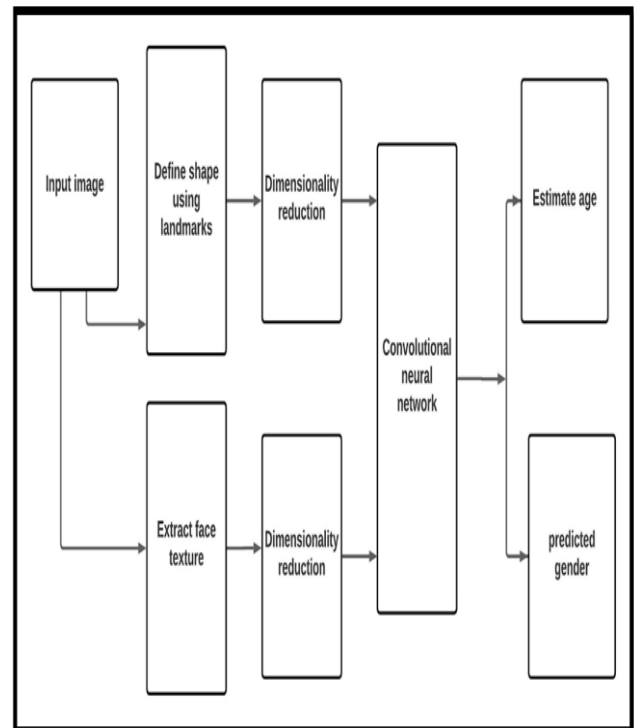 Input image
Define shape
using
landmarks
Dimensionality
reduction
Convolutional
neural
network
Estimate age
Extract face
texture
Dimensionality
reduction
predicted
gender